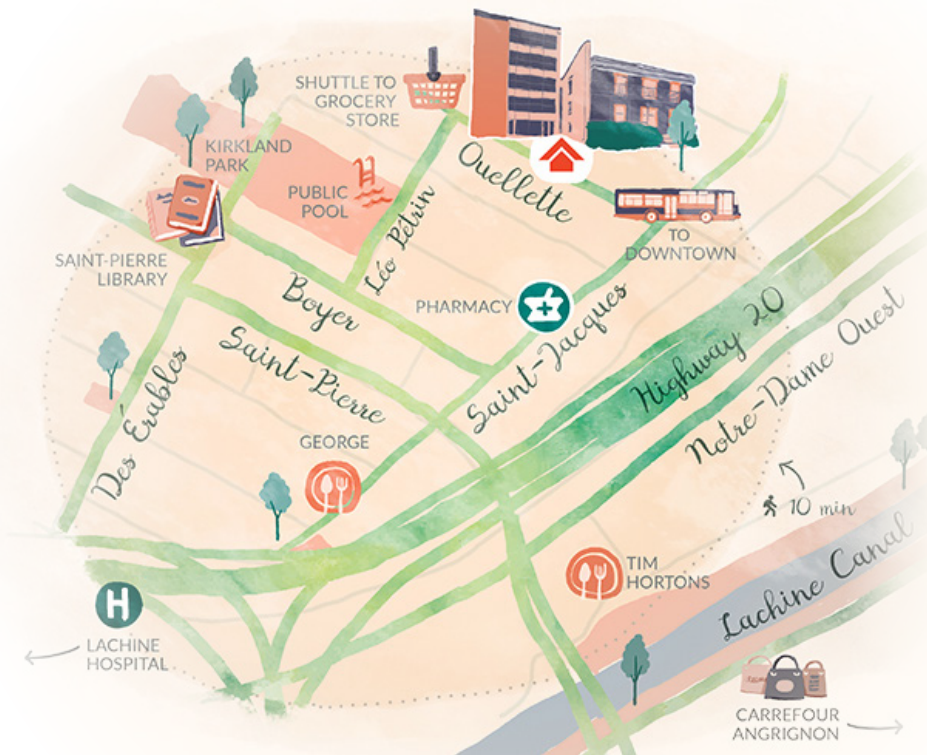 SHUTTLE TO
GROCERY
STORE
KIRKLAND
PARK
Ouellette
PUBLIC
POOL
Léo Pétrin
TO
DOWNTOWN
SAINT-PIERRE
LIBRARY
Boyer
PHARMACY
Saint-Jacques
Highway 20
Saint-Pierre
Notre-Dame Ouest
Des Érables
GEORGE
10 min
TIM
HORTONS
Lachine Canal
H
LACHINE
HOSPITAL
CARREFOUR
ANGRIGNON